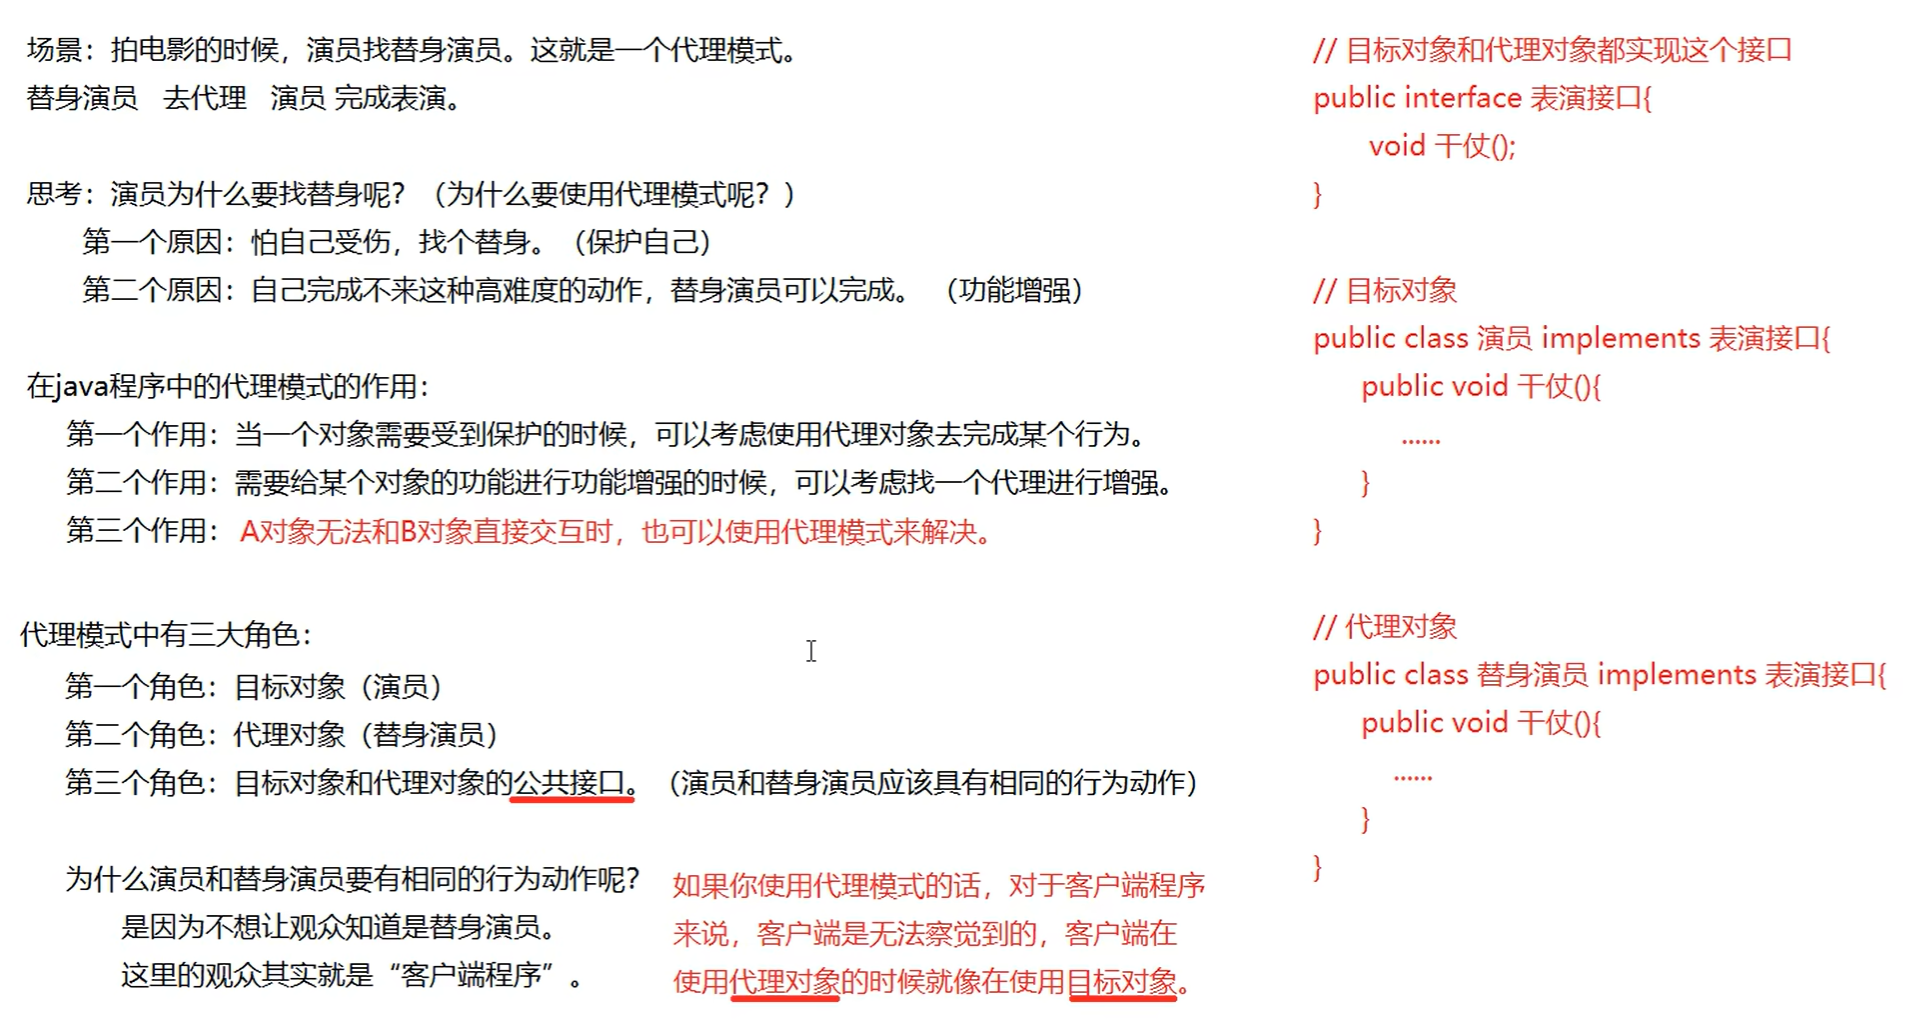 场景：拍电影的时候，演员找替身演员。这就是一个代理模式。
替身演员 去代理 演员 完成表演。
思考：演员为什么要找替身呢？（为什么要使用代理模式呢？）
第一个原因：怕自己受伤，找个替身。（保护自己）
第二个原因：自己完成不来这种高难度的动作，替身演员可以完成。（功能增强）
在java程序中的代理模式的作用：
第一个作用：当一个对象需要受到保护的时候，可以考虑使用代理对象去完成某个行为。
第二个作用：需要给某个对象的功能进行功能增强的时候，可以考虑找一个代理进行增强。
第三个作用：A对象无法和B对象直接交互时，也可以使用代理模式来解决。
代理模式中有三大角色：
第一个角色：目标对象（演员）
第二个角色：代理对象（替身演员）
第三个角色：目标对象和代理对象的公共接口。（演员和替身演员应该具有相同的行为动作）
为什么演员和替身演员要有相同的行为动作呢？
是因为不想让观众知道是替身演员。
这里的观众其实就是“客户端程序”。
如果你使用代理模式的话，对于客户端程序
来说，客户端是无法察觉到的，客户端在
使用代理对象的时候就像在使用目标对象。
// 目标对象和代理对象都实现这个接口
public interface 表演接口{
void 干仗();
}
// 目标对象
public class 演员 implements 表演接口{
public void 干仗(){
......
}
}
// 代理对象
public class 替身演员 implements 表演接口{
public void 干仗(){
......
}
}